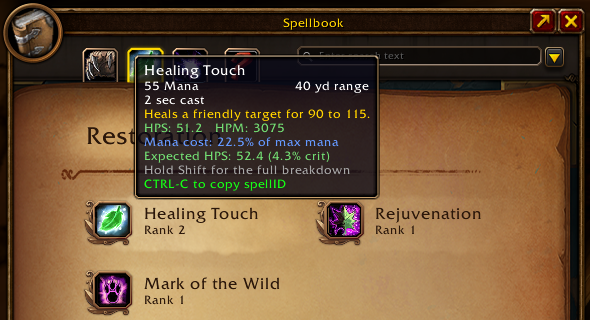 Spellbook
Healing Touch
55 Mana 40 yd range
2 sec cast
Heals a friendly target for 90 to 115.
HPS: 51.2 HPM: 3075
Mana cost: 22.5% of max mana
Expected HPS: 52.4 (4.3% crit)
Hold Shift for the full breakdown
CTRL-C to copy spellID
text
Restoration
Healing Touch
Rank 2
Rejuvenation
Rank 1
Mark of the Wild
Rank 1